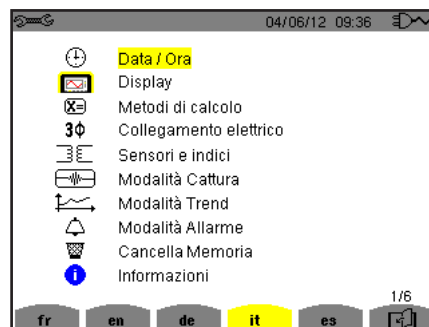 04/06/12 09:36
Data / Ora
Display
X= Metodi di calcolo
3ϕ Collegamento elettrico
Sensori e indici
Modalità Cattura
Modalità Trend
Modalità Allarme
Cancella Memoria
i Informazioni
1/6
fr en de it es